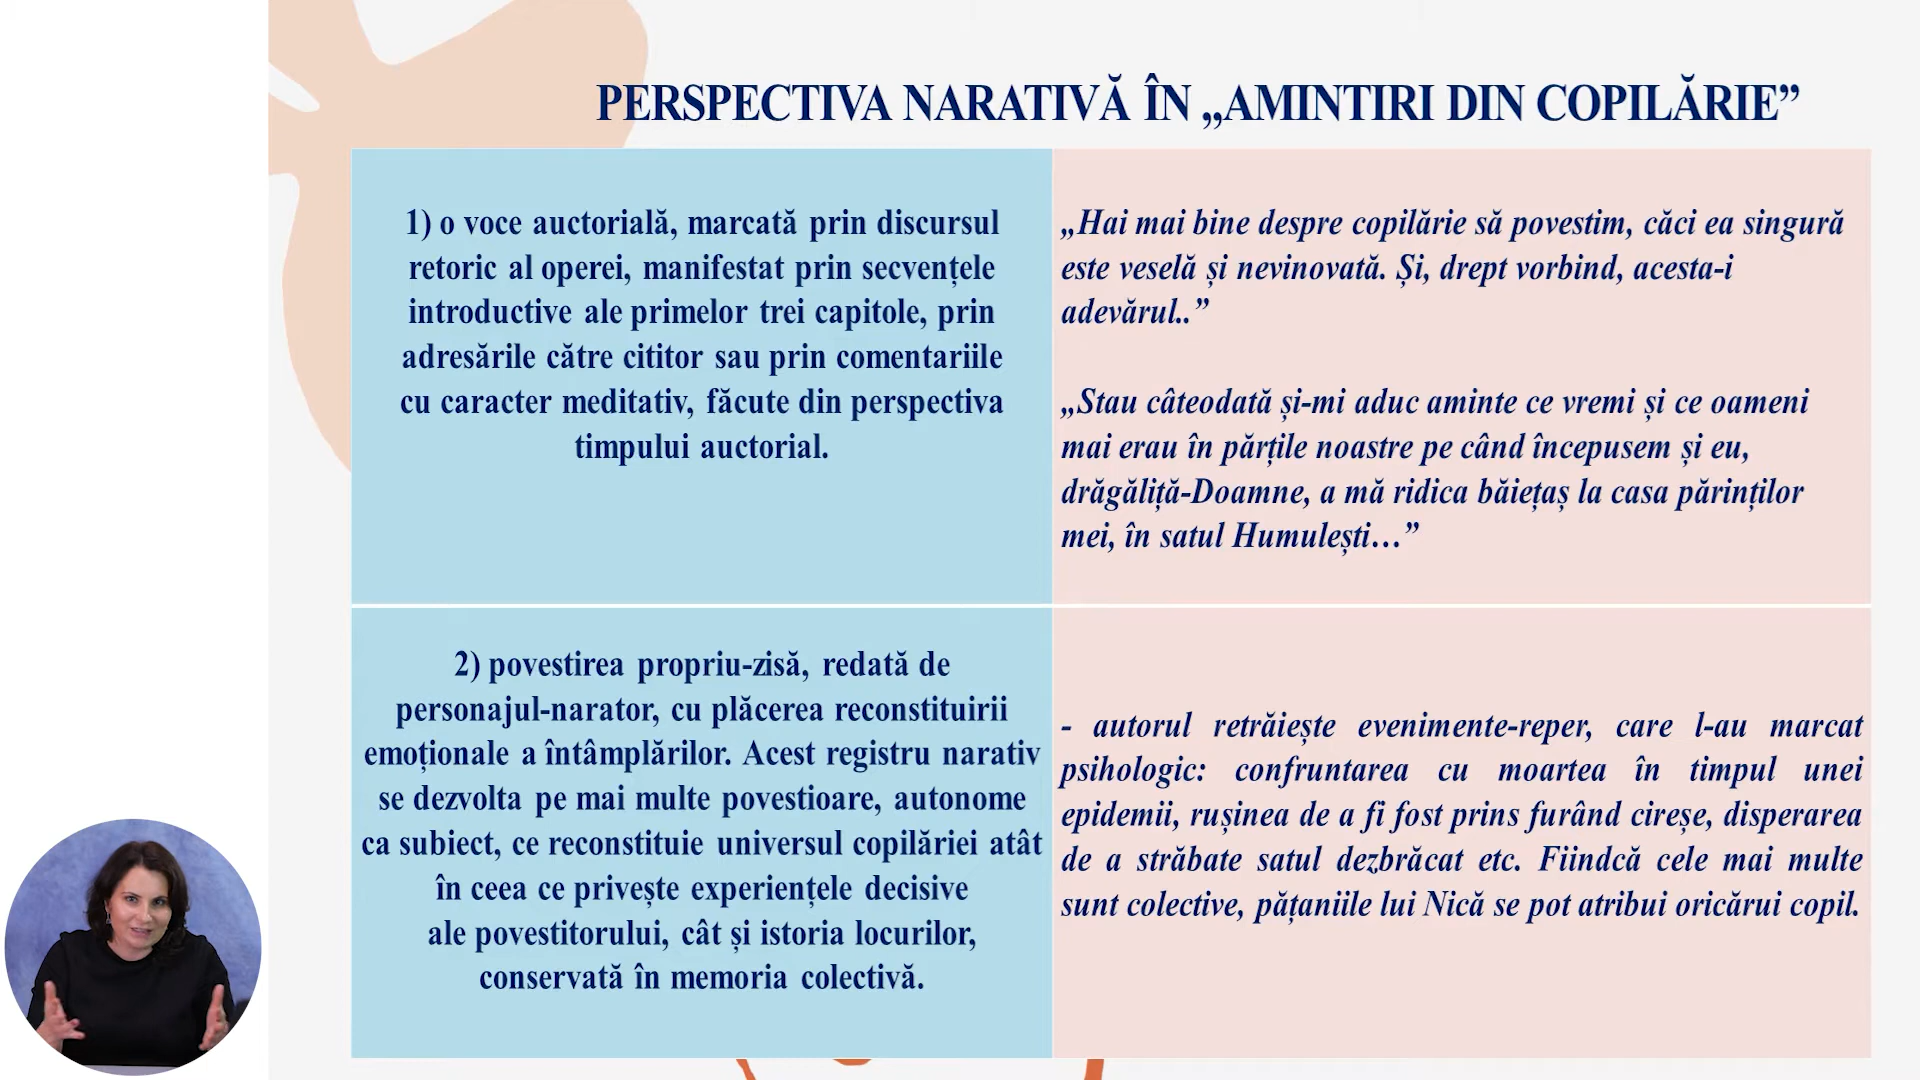 PERSPECTIVA NARATIVĂ ÎN „AMINTIRI DIN COPILĂRIE”
1) o voce auctorială, marcată prin discursul
retoric al operei, manifestat prin secvențele
introductive ale primelor trei capitole, prin
adresările către cititor sau prin comentariile
cu caracter meditativ, făcute din perspectiva
timpului auctorial.
„Hai mai bine despre copilărie să povestim, căci ea singură
este veselă și nevinovată. Și, drept vorbind, acesta-i
adevărul..”
„Stau câteodată și-mi aduc aminte ce vremi și ce oameni
mai erau în părțile noastre pe când începusem și eu,
drăgăliță-Doamne, a mă ridica băiețaș la casa părinților
mei, în satul Humulești…”
2) povestirea propriu-zisă, redată de
personajul-narator, cu plăcerea reconstituirii
emoționale a întâmplărilor. Acest registru narativ
se dezvolta pe mai multe povestioare, autonome
ca subiect, ce reconstituie universul copilăriei atât
în ceea ce privește experiențele decisive
ale povestitorului, cât și istoria locurilor,
conservată în memoria colectivă.
- autorul retrăiește evenimente-reper, care l-au marcat
psihologic: confruntarea cu moartea în timpul unei
epidemii, rușinea de a fi fost prins furând cireșe, disperarea
de a străbate satul dezbrăcat etc. Fiindcă cele mai multe
sunt colective, pățaniile lui Nică se pot atribui oricărui copil.